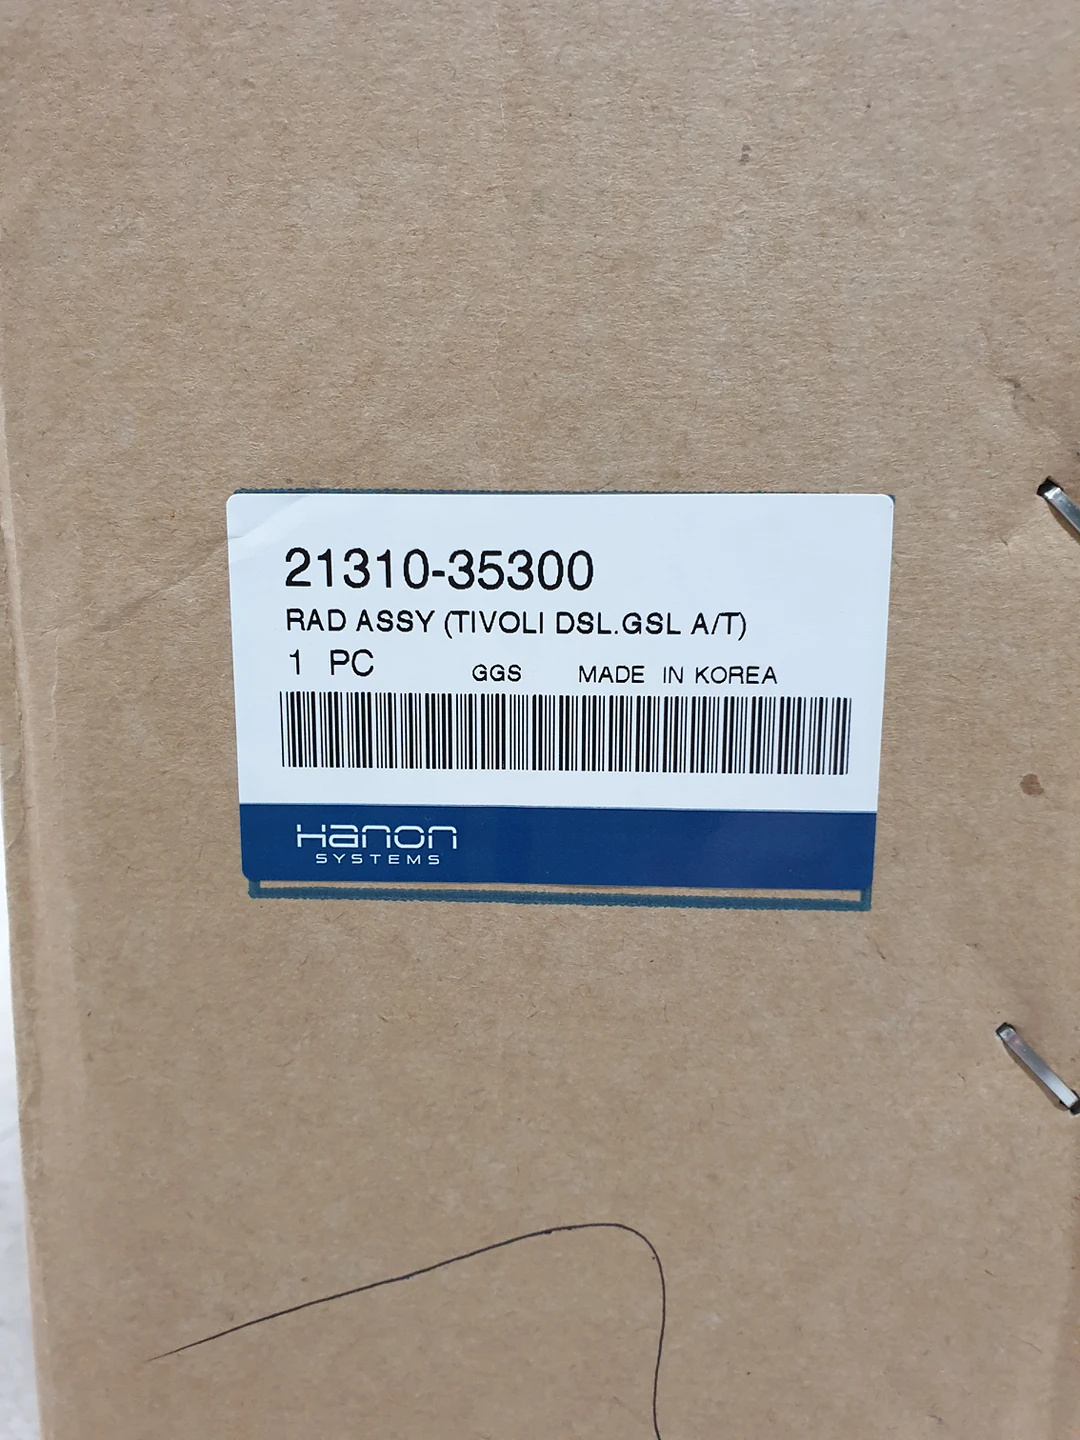 21310-35300
RAD ASSY (TIVOLI DSL.GSL A/T)
1 PC GGS MADE IN KOREA
Hanon
SYSTEMS